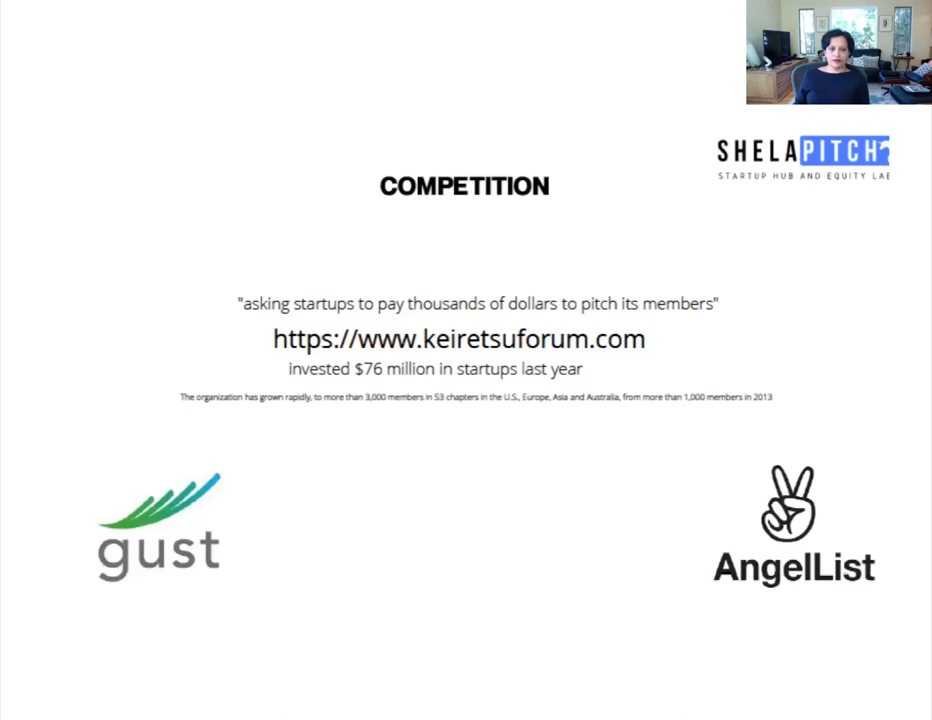 SHELAPITCH
STARTUP HUB AND EQUITY LAB
COMPETITION
"asking startups to pay thousands of dollars to pitch its members"
https://www.keiretsuforum.com
invested $76 million in startups last year
The organization has grown rapidly, to more than 3,000 members in 53 chapters in the U.S., Europe, Asia and Australia, from more than 1,000 members in 2013
gust
AngelList